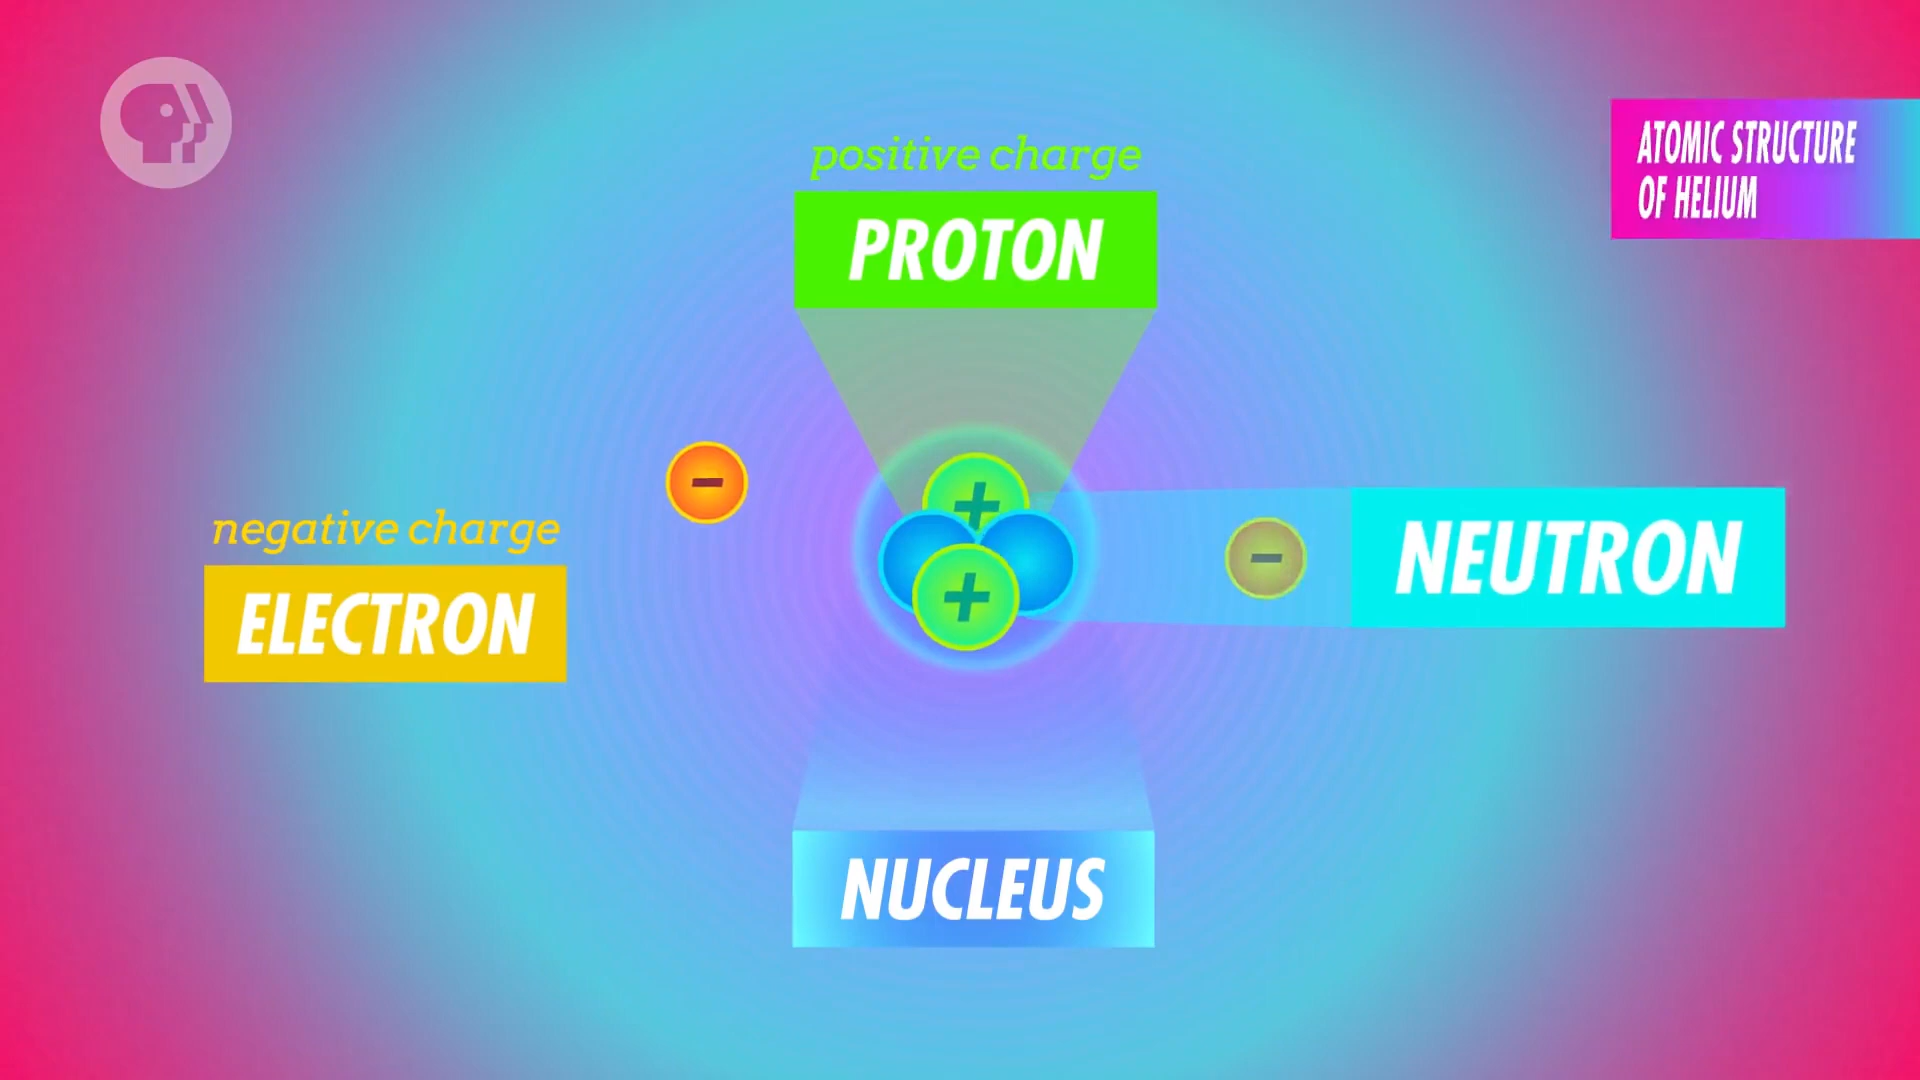 ATOMIC STRUCTURE
OF HELIUM
positive charge
PROTON
+
-
negative charge
ELECTRON
+
-
NEUTRON
NUCLEUS